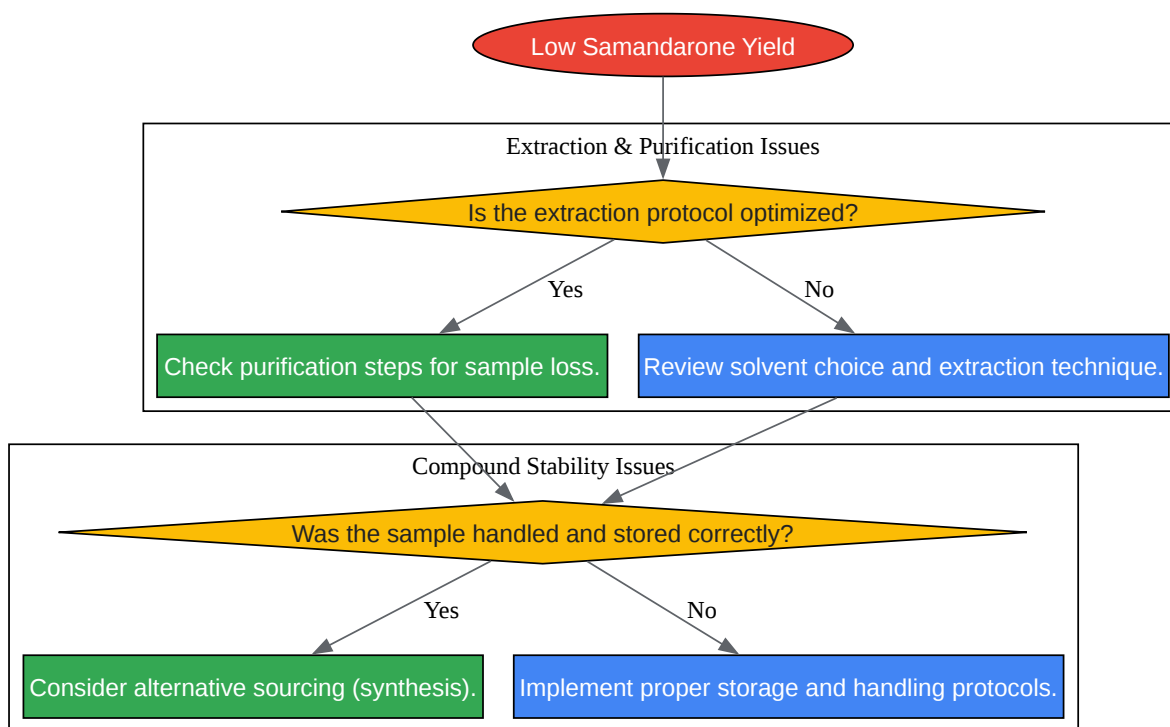 Low Samandarone Yield
Extraction & Purification Issues
Is the extraction protocol optimized?
Yes
No
Check purification steps for sample loss.
Review solvent choice and extraction technique.
Compound Stability Issues
Was the sample handled and stored correctly?
Yes
No
Consider alternative sourcing (synthesis).
Implement proper storage and handling protocols.